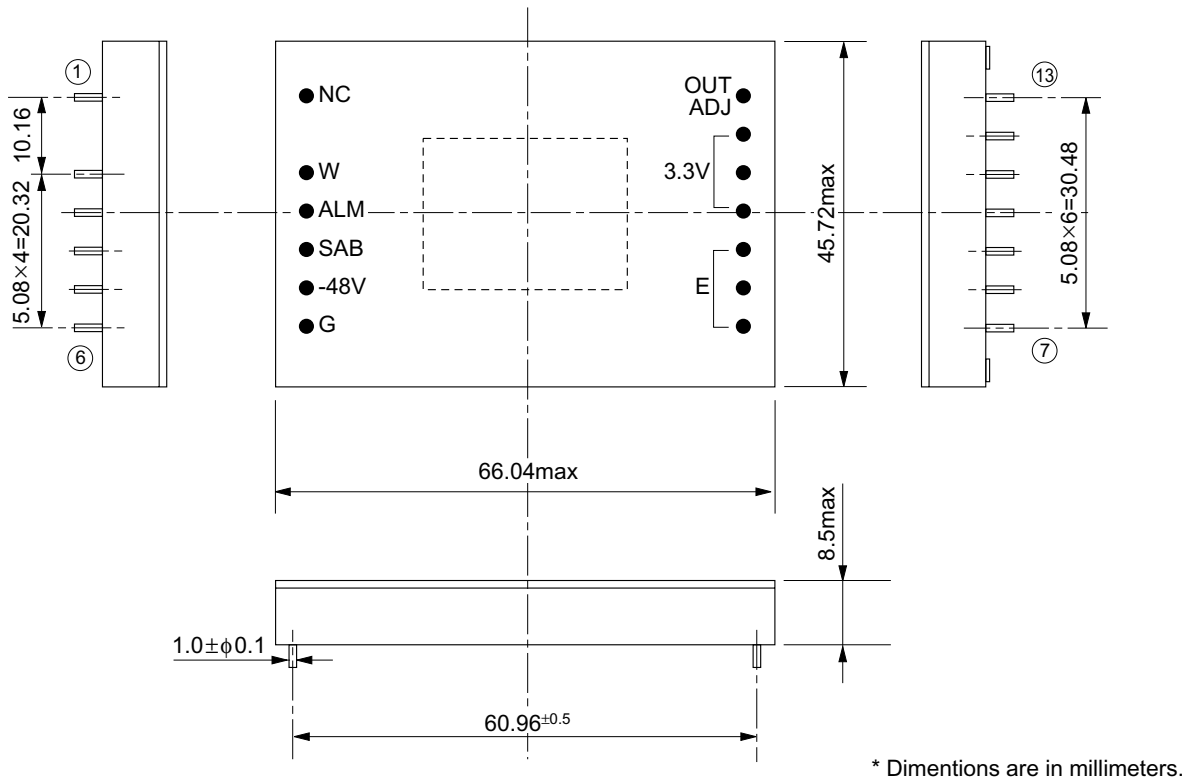 ①
10.16
5.08×4=20.32
⑥
NC
W
ALM
SAB
-48V
G
OUT
ADJ
3.3V
E
45.72max
⑬
5.08×6=30.48
⑦
66.04max
8.5max
1.0±ϕ0.1
60.96±0.5
* Dimentions are in millimeters.